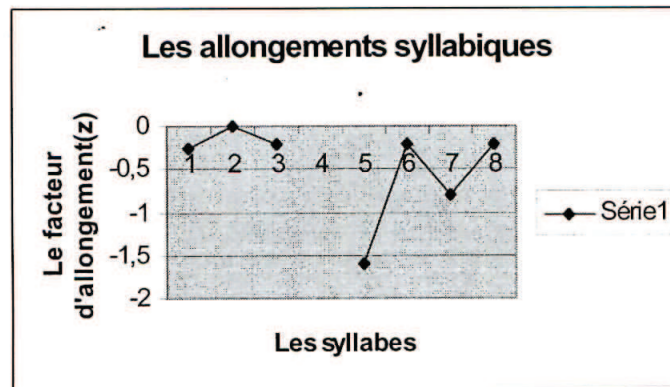 Les allongements syllabiques
Le facteur
d'allongement(z)
0
-0,5
-1
-1,5
-2
1 2 3 4 5 6 7 8
Série1
Les syllabes